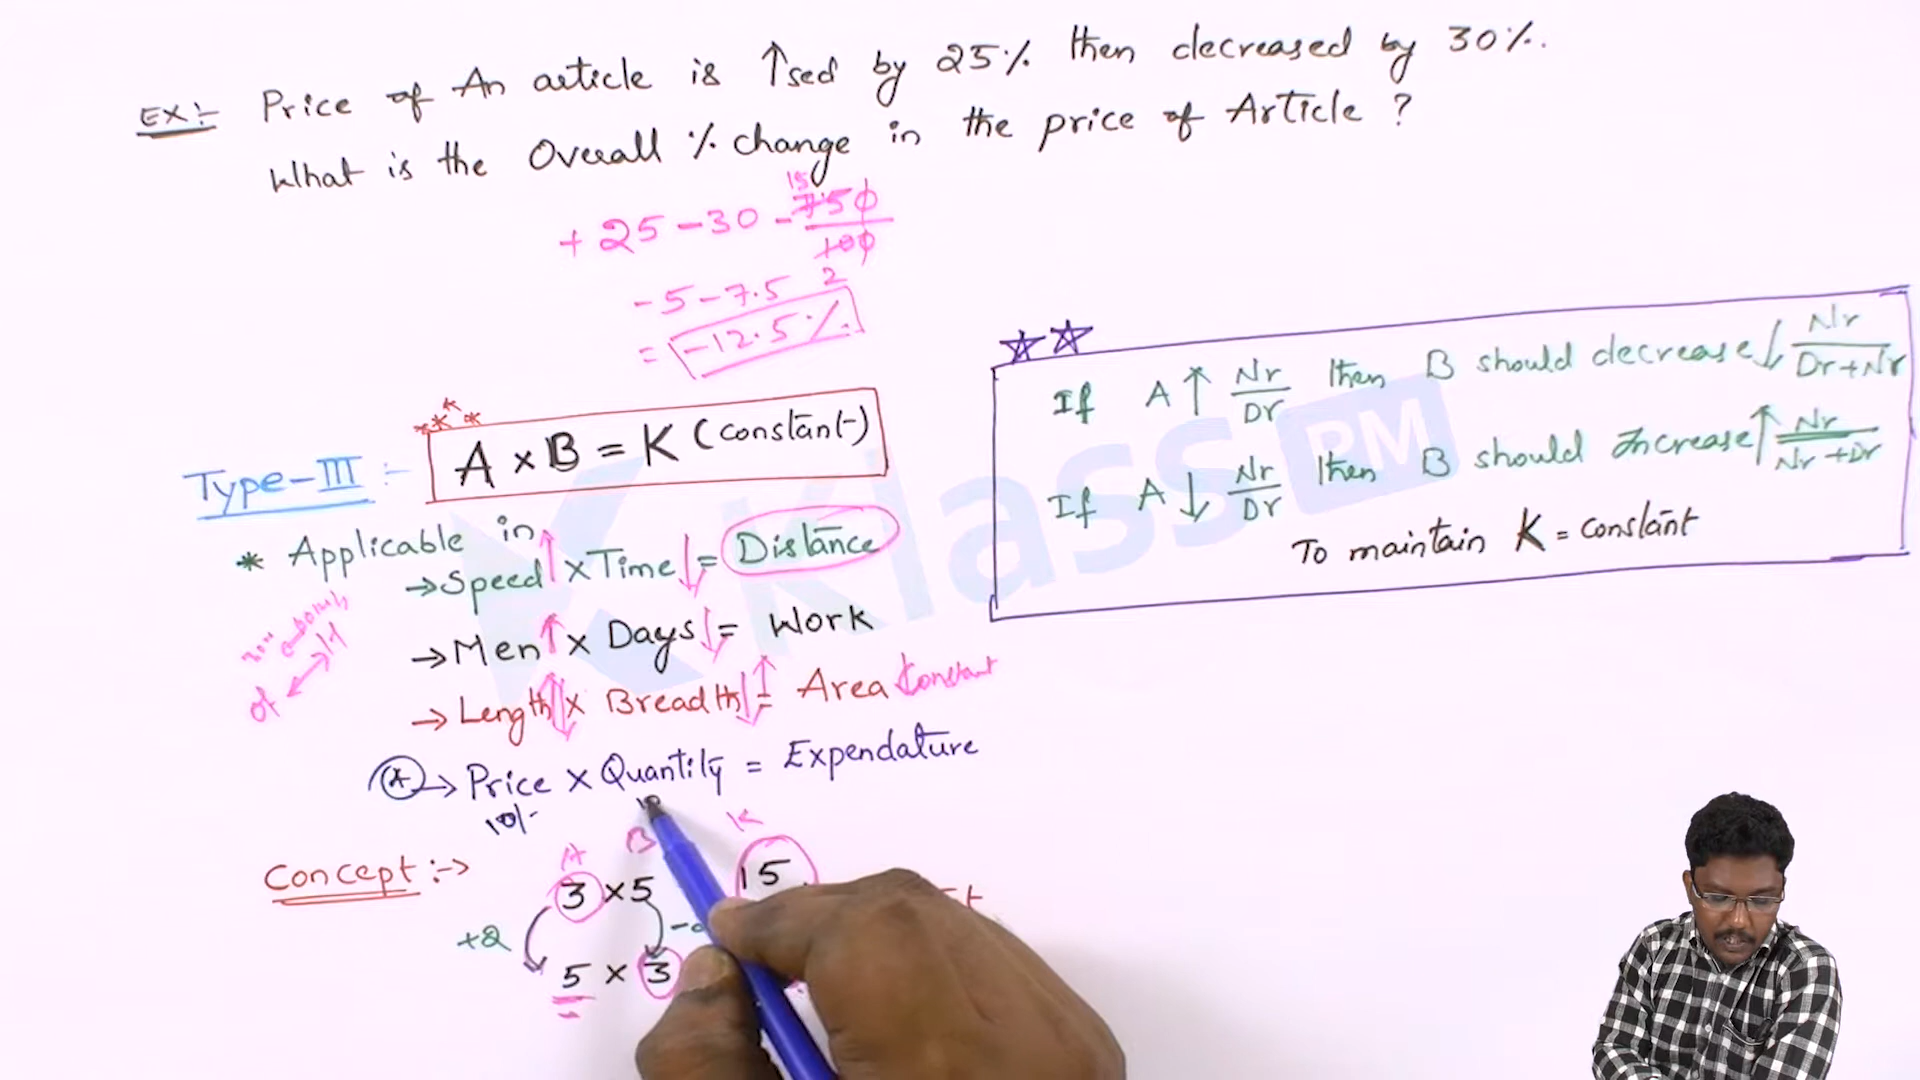 Ex:- Price of An article is ↑sed by 25% then decreased by 30%.
What is the Overall % change in the price of Article ?
+ 25 - 30 - 750/100
15
2
- 5 - 7.5
= -12.5%
Type-III :- A × B = K (Constant)
* Applicable in
→ Speed ↑ × Time ↓ = Distance
→ Men ↑ × Days ↓ = Work
→ Length ↑↓ × Breadth ↓↑ = Area Constant
→ Price × Quantity = Expendature
10/-
Concept :->
A B K
3 × 5 15
+2
5 × 3
If A ↑ Nr/Dr then B should decrease ↓ Nr/Dr+Nr
If A ↓ Nr/Dr then B should Increase ↑ Nr/Nr+Dr
To maintain K = constant
Klass PM